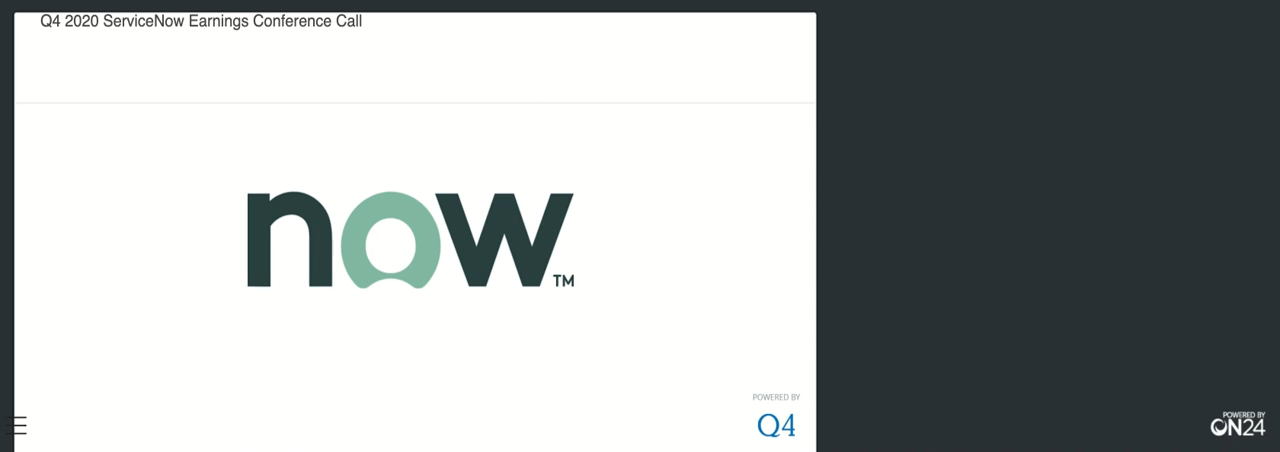 Q4 2020 ServiceNow Earnings Conference Call
now™
POWERED BY
Q4
POWERED BY
ON24